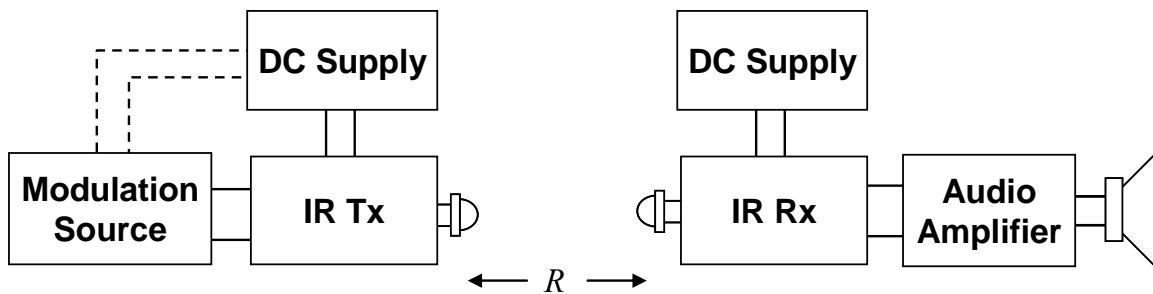 DC Supply
DC Supply
Modulation
Source
IR Tx
IR Rx
Audio
Amplifier
R